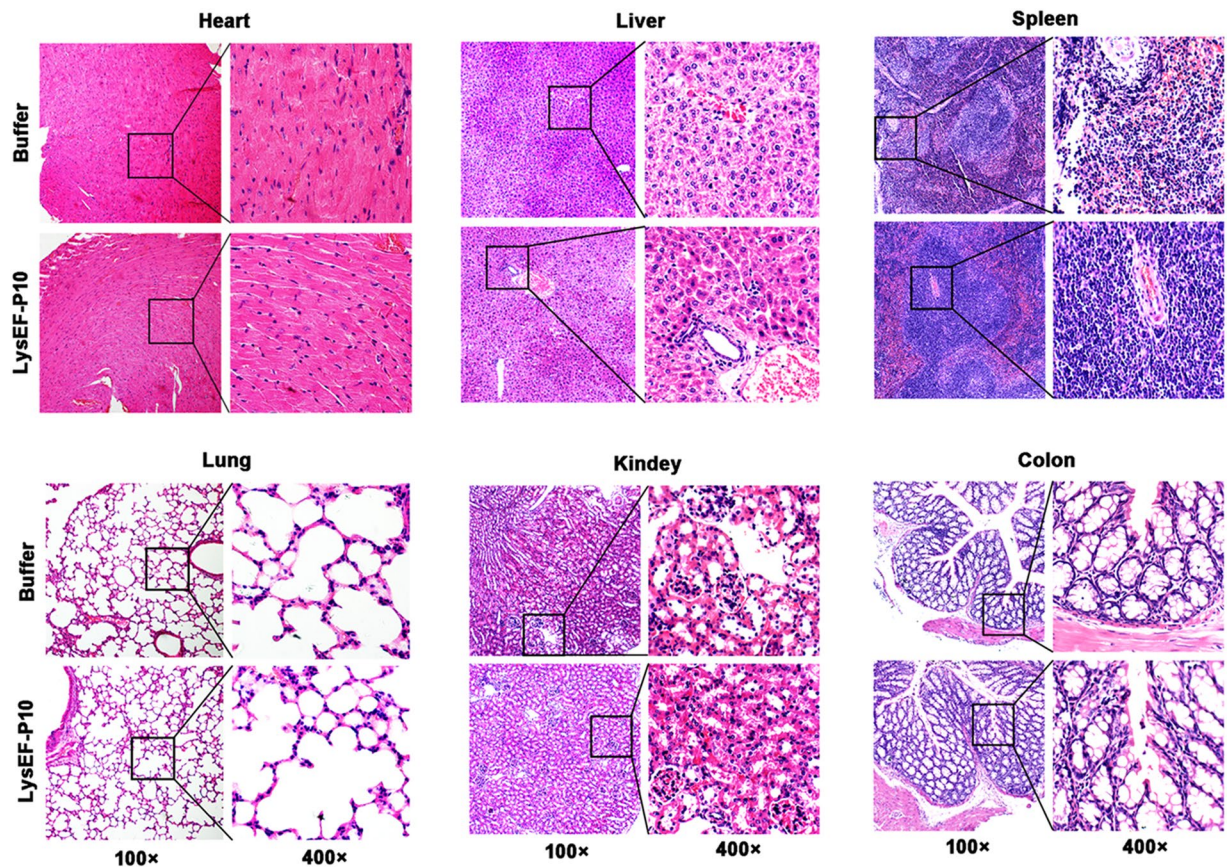 Heart
Liver
Spleen
Buffer
LysEF-P10
Lung
Kindey
Colon
Buffer
LysEF-P10
100×
400×
100×
400×
100×
400×